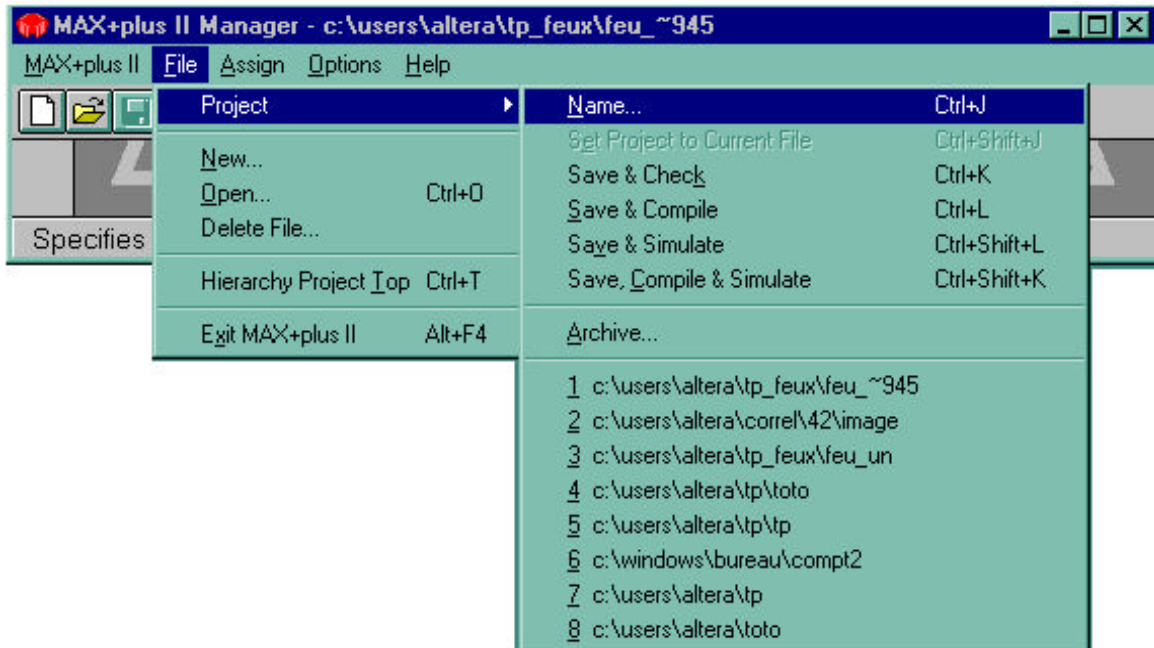 MAX+plus II Manager - c:\users\altera\tp_feux\feu_~945
MAX+plus II File Assign Options Help
Project
New...
Open... Ctrl+O
Delete File...
Hierarchy Project Top Ctrl+T
Exit MAX+plus II Alt+F4
Specifies
Name... Ctrl+J
Set Project to Current File Ctrl+Shift+J
Save & Check Ctrl+K
Save & Compile Ctrl+L
Save & Simulate Ctrl+Shift+L
Save, Compile & Simulate Ctrl+Shift+K
Archive...
1 c:\users\altera\tp_feux\feu_~945
2 c:\users\altera\correl\42\image
3 c:\users\altera\tp_feux\feu_un
4 c:\users\altera\tp\toto
5 c:\users\altera\tp\tp
6 c:\windows\bureau\compt2
7 c:\users\altera\tp
8 c:\users\altera\toto